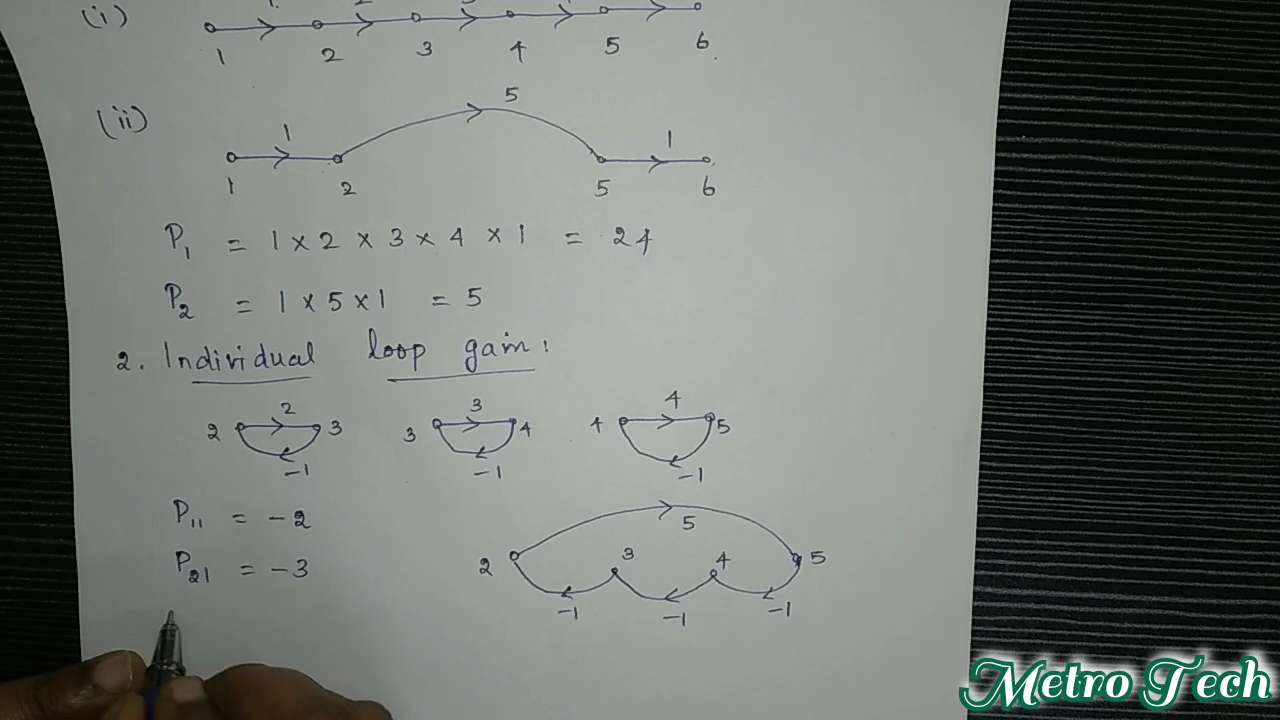 (i)
1 2 3 4 5 6
(ii)
5
1 1
1 2 5 6
P1 = 1 × 2 × 3 × 4 × 1 = 24
P2 = 1 × 5 × 1 = 5
2. Individual loop gain:
2 3 4
2 3 3 4 4 5
-1 -1 -1
P11 = -2
5
P21 = -3
2 3 4 5
-1 -1 -1
Metro Tech